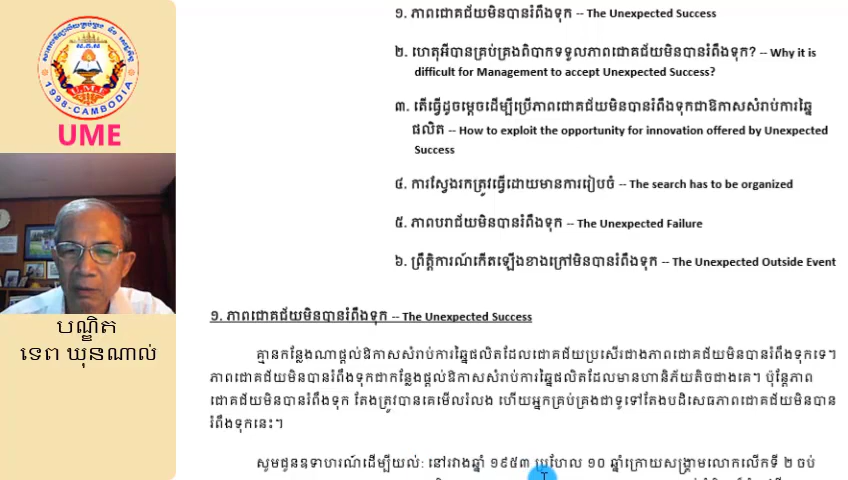 1998-CAMBODIA
UME
បណ្ឌិត
ទេព ឃុនណាល់
១. ភាពជោគជ័យមិនបានរំពឹងទុក -- The Unexpected Success
២. ហេតុអីបានគ្រប់គ្រងពិបាកទទួលភាពជោគជ័យមិនបានរំពឹងទុក? -- Why it is
difficult for Management to accept Unexpected Success?
៣. តើធ្វើដូចម្តេចដើម្បីប្រើភាពជោគជ័យមិនបានរំពឹងទុកជាឱកាសសំរាប់ការឆ្នៃ
ផលិត -- How to exploit the opportunity for innovation offered by Unexpected
Success
៤. ការស្វែងរកត្រូវធ្វើដោយមានការរៀបចំ -- The search has to be organized
៥. ភាពបរាជ័យមិនបានរំពឹងទុក -- The Unexpected Failure
៦. ព្រឹត្តិការណ៍កើតឡើងខាងក្រៅមិនបានរំពឹងទុក -- The Unexpected Outside Event
១. ភាពជោគជ័យមិនបានរំពឹងទុក -- The Unexpected Success
គ្មានកន្លែងណាផ្តល់ឱកាសសំរាប់ការឆ្នៃផលិតដែលជោគជ័យប្រសើរជាងភាពជោគជ័យមិនបានរំពឹងទុកទេ។
ភាពជោគជ័យមិនបានរំពឹងទុកជាកន្លែងផ្តល់ឱកាសសំរាប់ការឆ្នៃផលិតដែលមានហានិភ័យតិចជាងគេ។ ប៉ុន្តែភាព
ជោគជ័យមិនបានរំពឹងទុក តែងត្រូវបានគេមើលរំលង ហើយអ្នកគ្រប់គ្រងជាទូទៅតែងបដិសេធភាពជោគជ័យមិនបាន
រំពឹងទុកនេះ។
សូមជូនឧទាហរណ៍ដើម្បីយល់: នៅរវាងឆ្នាំ ១៩៥៣ ប្រហែល ១០ ឆ្នាំក្រោយសង្គ្រាមលោកលើកទី ២ ចប់